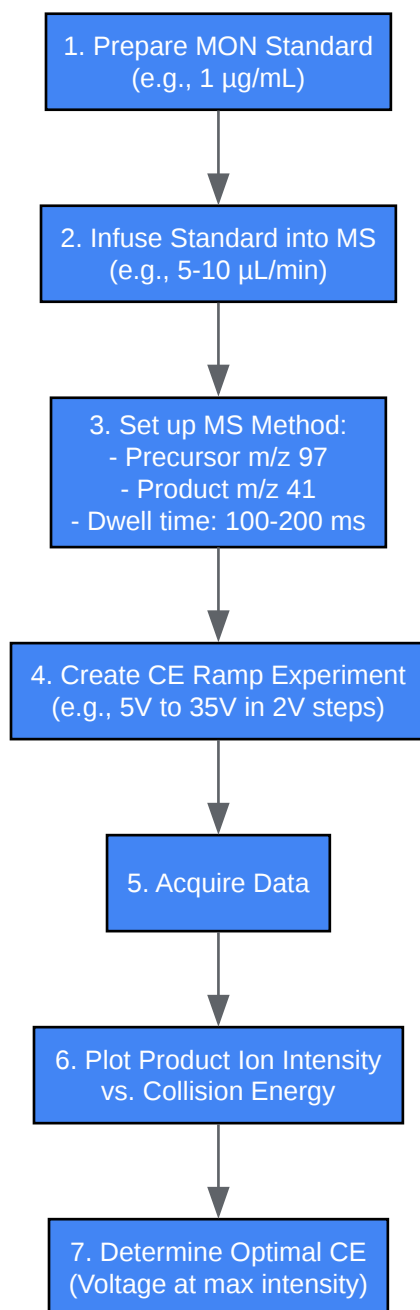 1. Prepare MON Standard
(e.g., 1 µg/mL)
2. Infuse Standard into MS
(e.g., 5-10 µL/min)
3. Set up MS Method:
- Precursor m/z 97
- Product m/z 41
- Dwell time: 100-200 ms
4. Create CE Ramp Experiment
(e.g., 5V to 35V in 2V steps)
5. Acquire Data
6. Plot Product Ion Intensity
vs. Collision Energy
7. Determine Optimal CE
(Voltage at max intensity)